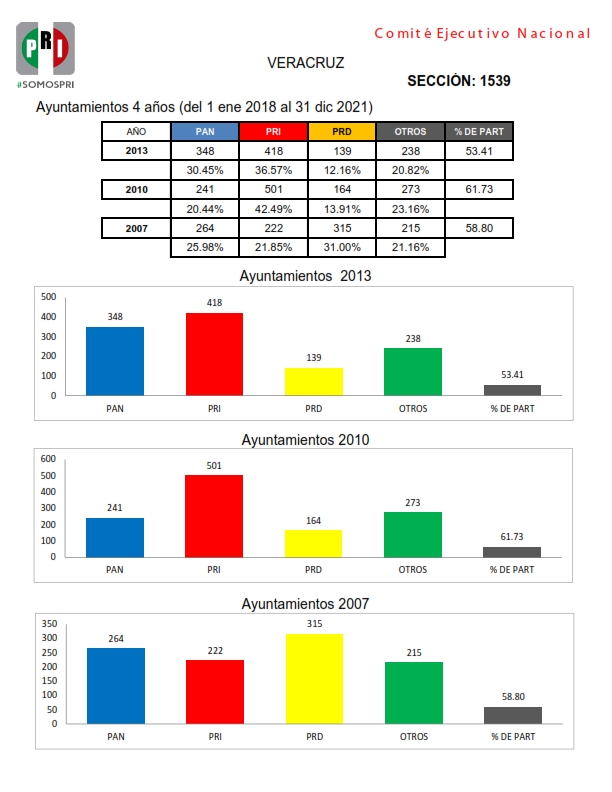 PRI
#SOMOSPRI
Comité Ejecutivo Nacional
VERACRUZ
SECCIÓN: 1539
Ayuntamientos 4 años (del 1 ene 2018 al 31 dic 2021)
AÑO PAN PRI PRD OTROS % DE PART
2013 348 418 139 238 53.41
30.45% 36.57% 12.16% 20.82%
2010 241 501 164 273 61.73
20.44% 42.49% 13.91% 23.16%
2007 264 222 315 215 58.80
25.98% 21.85% 31.00% 21.16%
Ayuntamientos 2013
500
400
300
200
100
0
348
418
139
238
53.41
PAN PRI PRD OTROS % DE PART
Ayuntamientos 2010
600
500
400
300
200
100
0
241
501
164
273
61.73
PAN PRI PRD OTROS % DE PART
Ayuntamientos 2007
350
300
250
200
150
100
50
0
264
222
315
215
58.80
PAN PRI PRD OTROS % DE PART